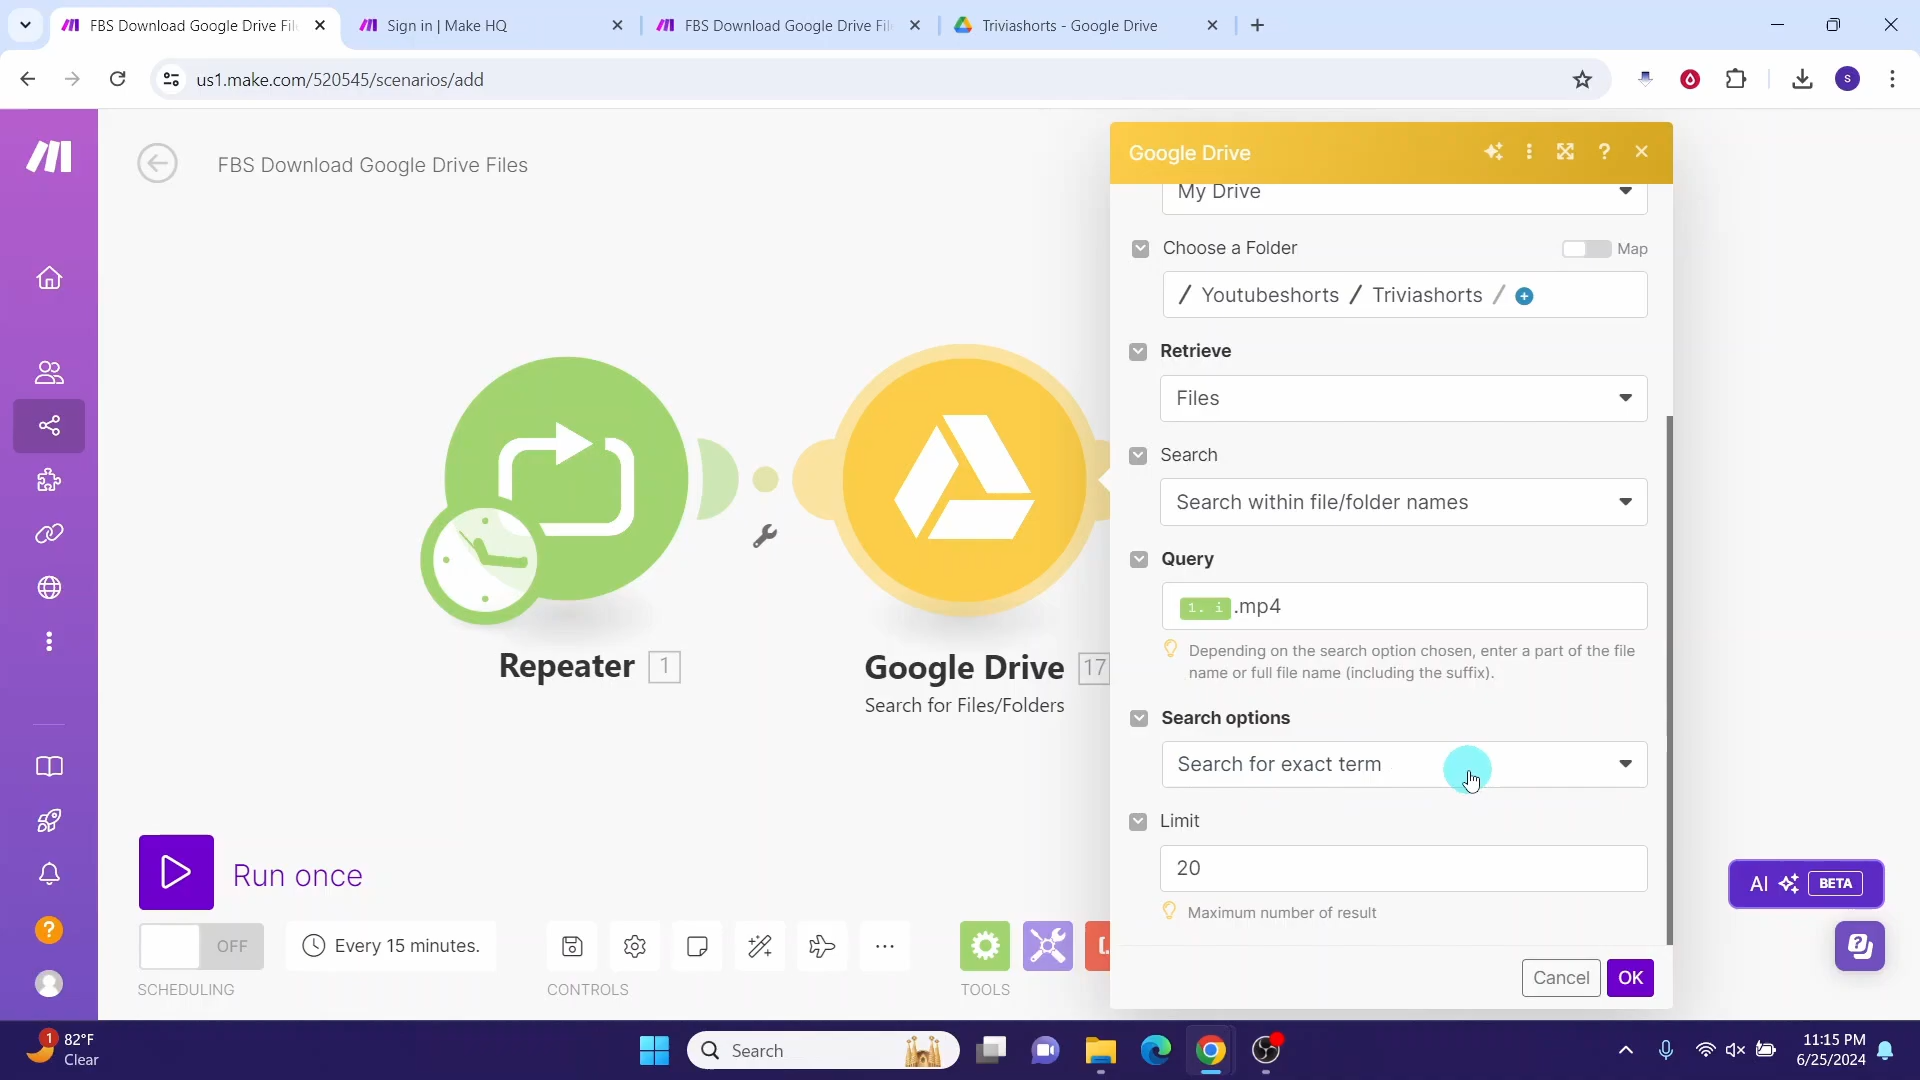 FBS Download Google Drive Fil
Sign in | Make HQ
FBS Download Google Drive Fil
Triviashorts - Google Drive
us1.make.com/520545/scenarios/add
S
FBS Download Google Drive Files
Google Drive
?
My Drive
Choose a Folder
Map
/ Youtubeshorts / Triviashorts /
Retrieve
Files
Search
Search within file/folder names
Query
1. i .mp4
Depending on the search option chosen, enter a part of the file
name or full file name (including the suffix).
Search options
Search for exact term
Limit
20
Maximum number of result
Cancel
OK
Repeater 1
Google Drive 17
Search for Files/Folders
Run once
OFF
Every 15 minutes.
SCHEDULING
CONTROLS
TOOLS
AI BETA
1
82°F
Clear
Search
11:15 PM
6/25/2024